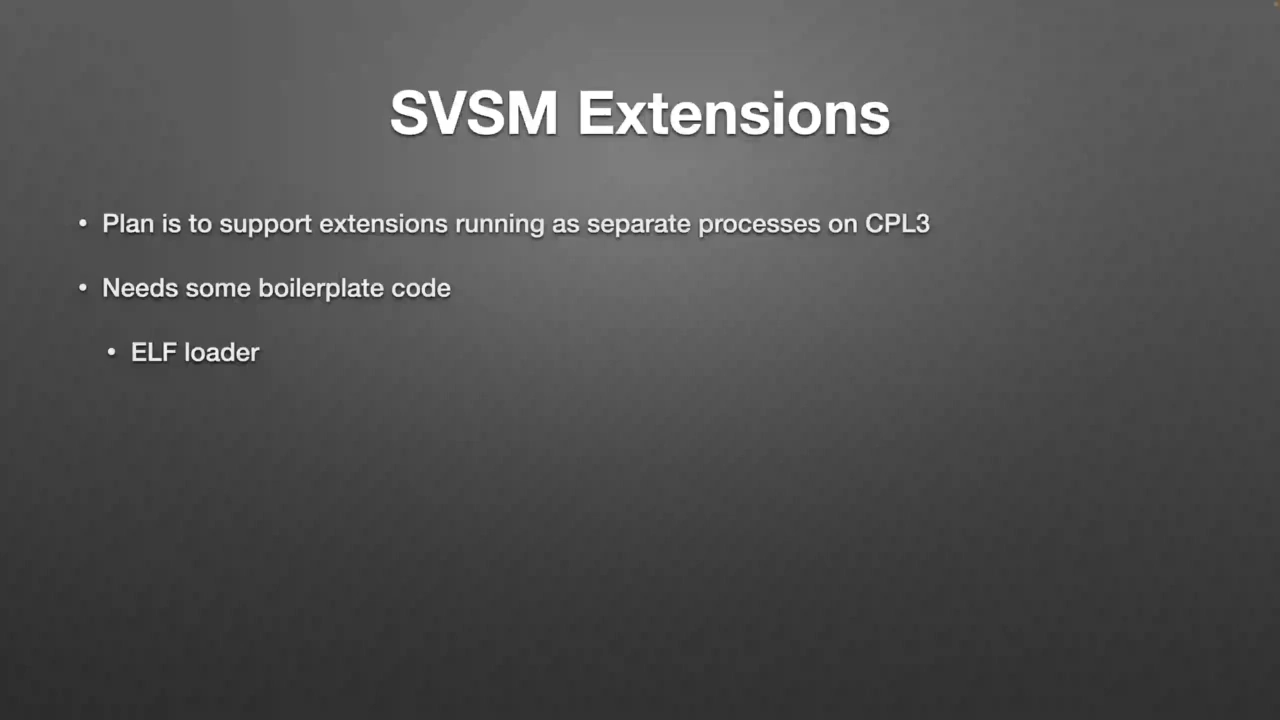 SVSM Extensions
• Plan is to support extensions running as separate processes on CPL3
• Needs some boilerplate code
• ELF loader